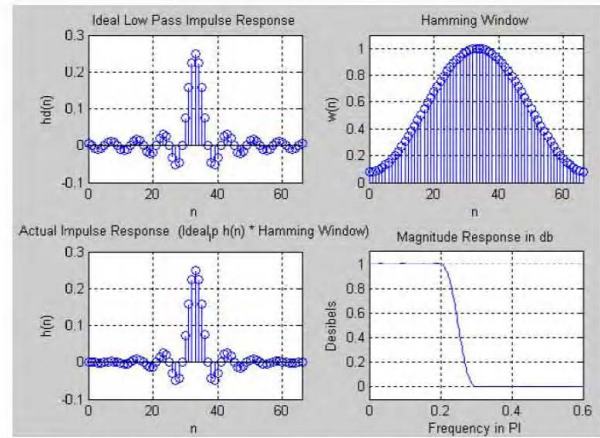 Ideal Low Pass Impulse Response
0.3
0.2
0.1
0
-0.1
hd(n)
0 20 40 60
n
Hamming Window
1
0.8
0.6
0.4
0.2
0
w(n)
0 20 40 60
n
Actual Impulse Response (Ideallp h(n) * Hamming Window)
0.3
0.2
0.1
0
-0.1
h(n)
0 20 40 60
n
Magnitude Response in db
1
0.8
0.6
0.4
0.2
0
Desibels
0 0.2 0.4 0.6
Frequency in PI